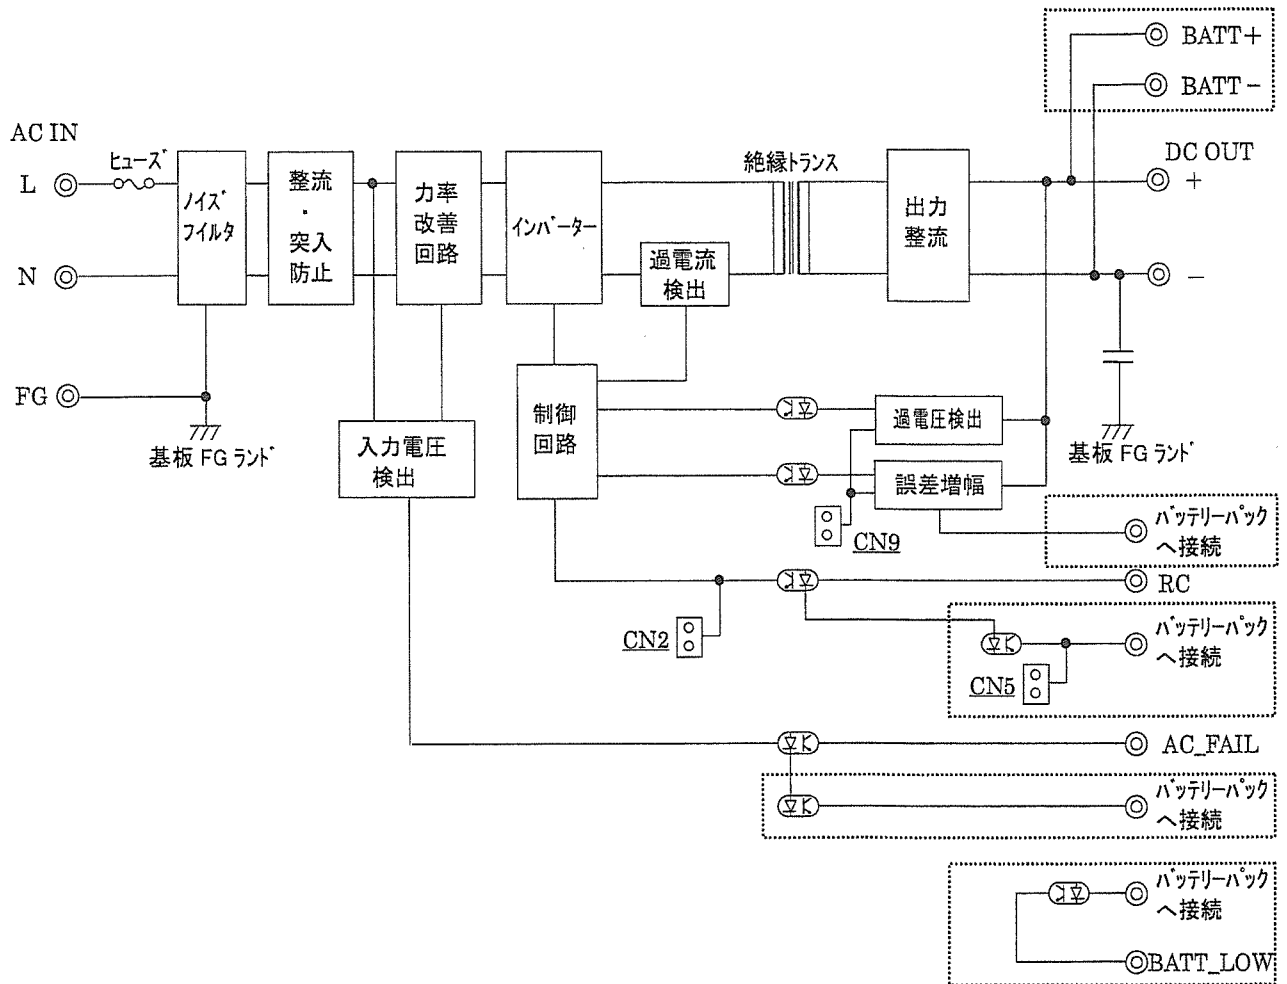 BATT+
BATT-
AC IN
ヒューズ
L
ノイズ
フィルタ
整流
・
突入
防止
力率
改善
回路
インバーター
絶縁トランス
出力
整流
DC OUT
+
N
過電流
検出
-
FG
基板 FG ランド
入力電圧
検出
制御
回路
過電圧検出
誤差増幅
基板 FG ランド
CN9
バッテリーパック
へ接続
RC
CN2
バッテリーパック
へ接続
CN5
AC_FAIL
バッテリーパック
へ接続
バッテリーパック
へ接続
BATT_LOW